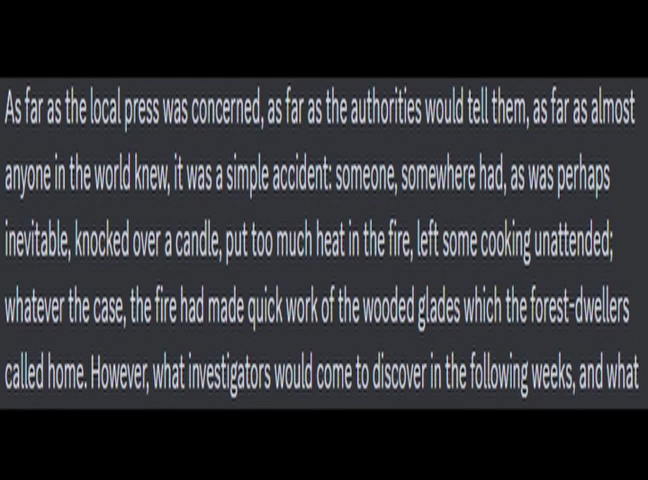 As far as the local press was concerned, as far as the authorities would tell them, as far as almost
anyone in the world knew, it was a simple accident: someone, somewhere had, as was perhaps
inevitable, knocked over a candle, put too much heat in the fire, left some cooking unattended;
whatever the case, the fire had made quick work of the wooded glades which the forest-dwellers
called home. However, what investigators would come to discover in the following weeks, and what